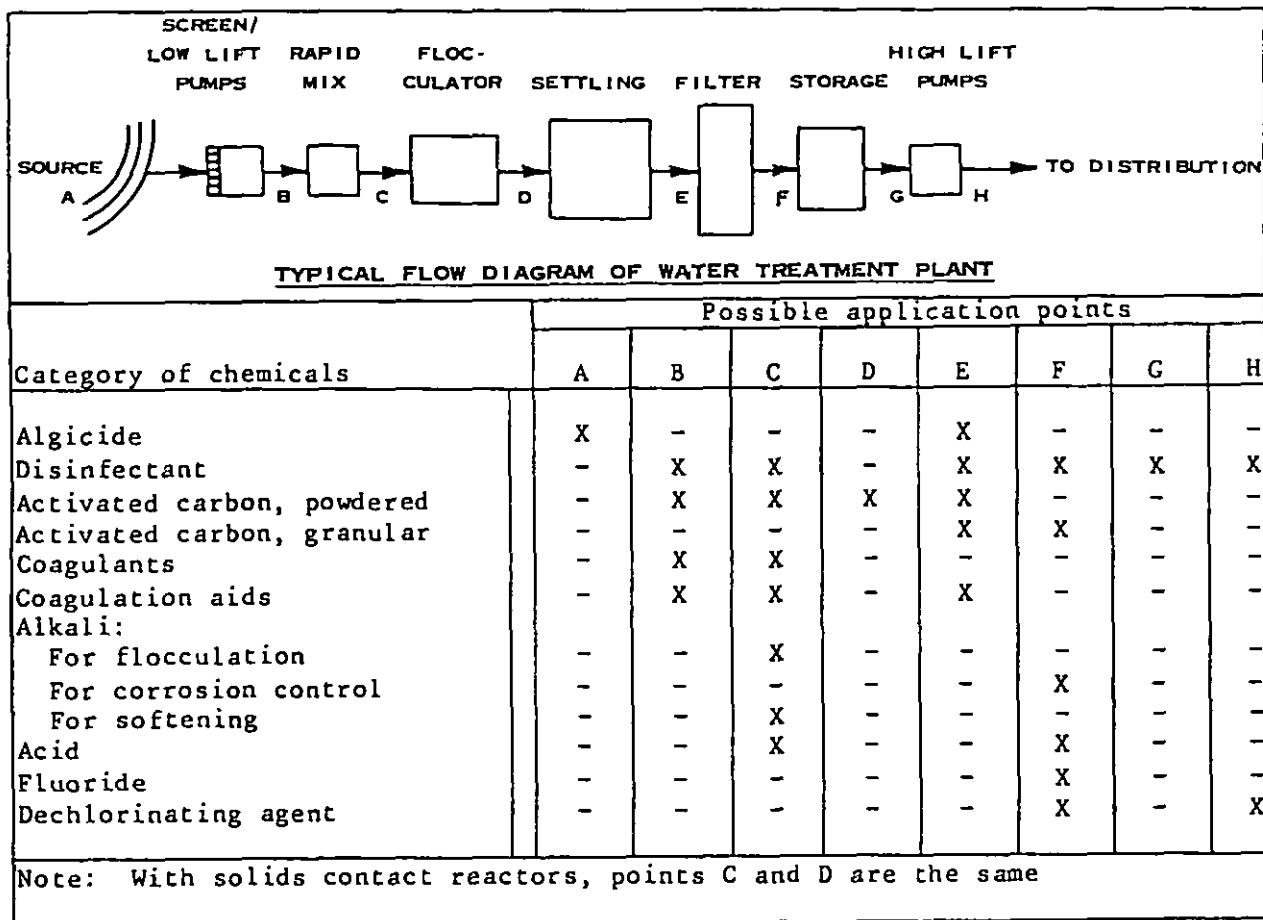 SCREEN/
LOW LIFT RAPID FLOC- HIGH LIFT
PUMPS MIX CULATOR SETTLING FILTER STORAGE PUMPS
SOURCE TO DISTRIBUTION
A B C D E F G H
TYPICAL FLOW DIAGRAM OF WATER TREATMENT PLANT
Possible application points
Category of chemicals A B C D E F G H
Algicide X - - - X - - -
Disinfectant - X X - X X X X
Activated carbon, powdered - X X X X - - -
Activated carbon, granular - - - - X X - -
Coagulants - X X - - - - -
Coagulation aids - X X - X - - -
Alkali:
For flocculation - - X - - - - -
For corrosion control - - - - - X - -
For softening - - X - - - - -
Acid - - X - - X - -
Fluoride - - - - - X - -
Dechlorinating agent - - - - - X - X
Note: With solids contact reactors, points C and D are the same